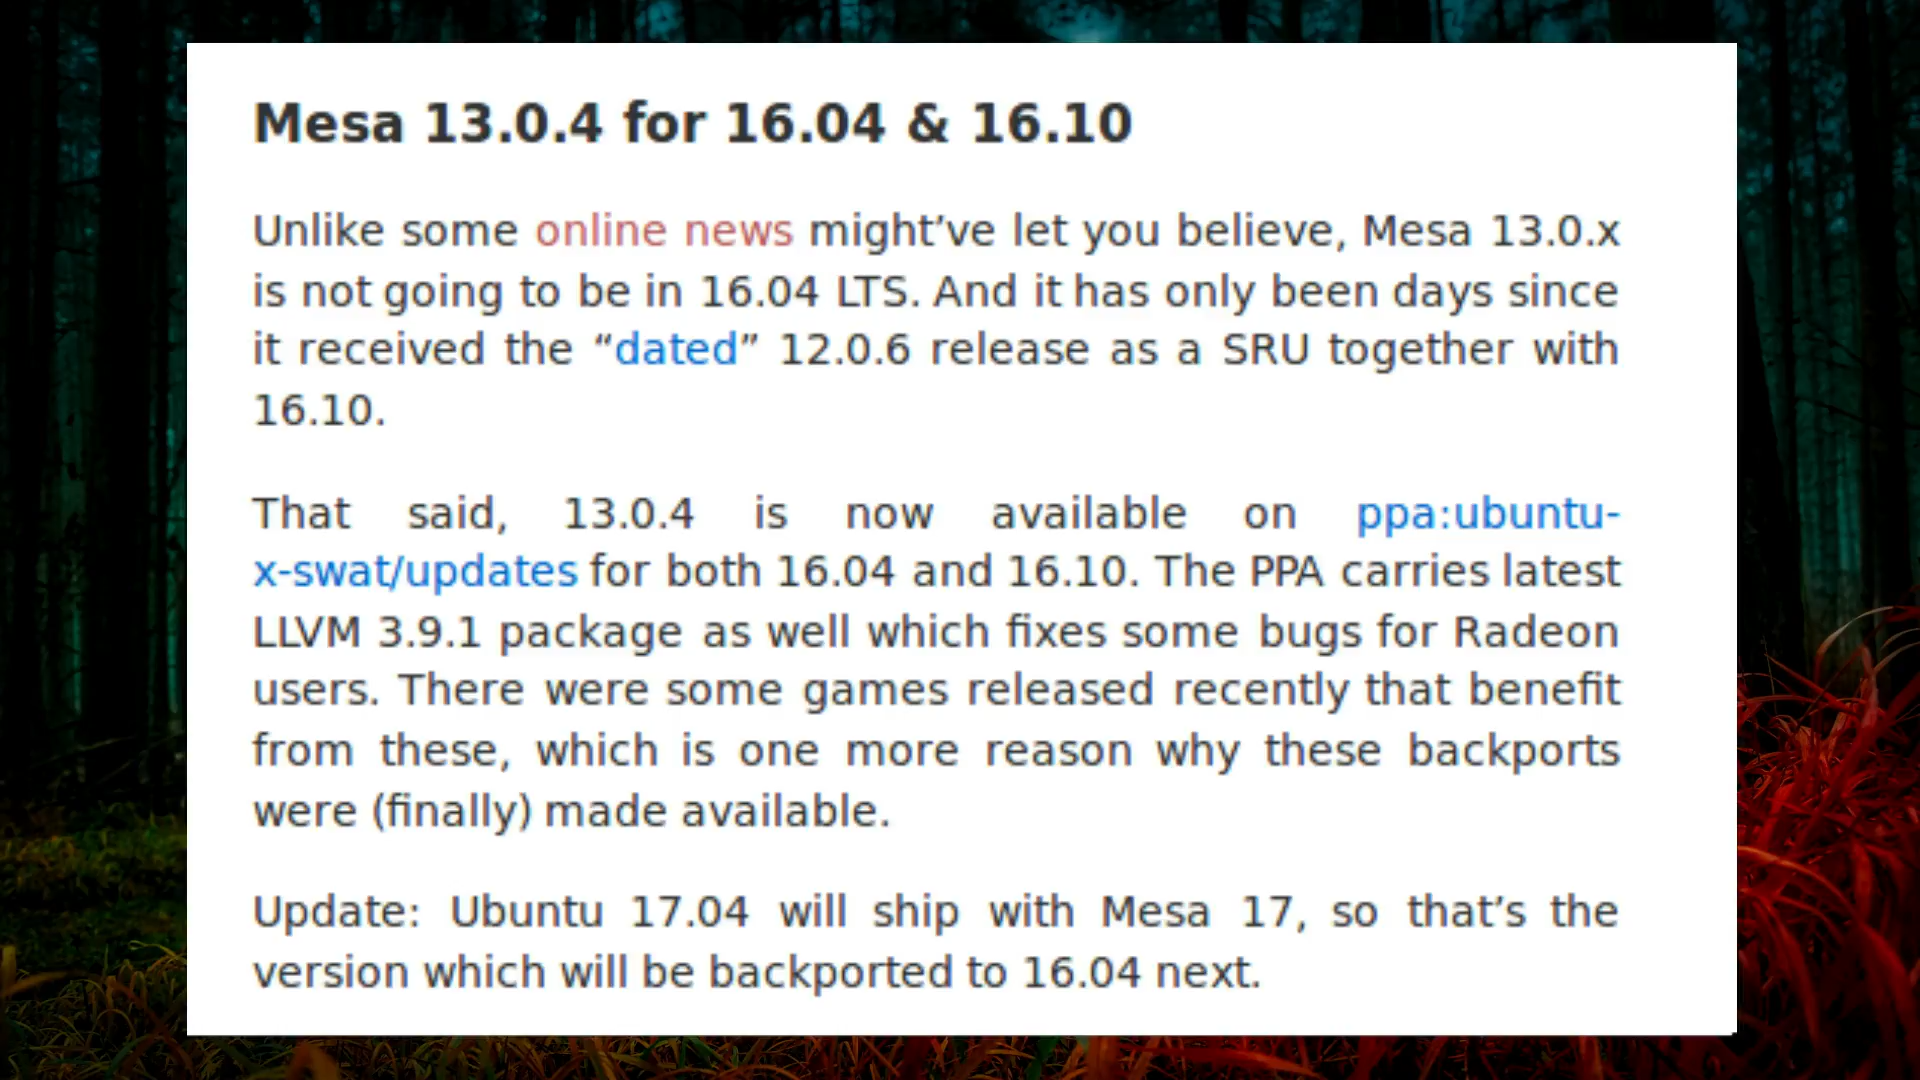 Mesa 13.0.4 for 16.04 & 16.10
Unlike some online news might’ve let you believe, Mesa 13.0.x
is not going to be in 16.04 LTS. And it has only been days since
it received the “dated” 12.0.6 release as a SRU together with
16.10.
That said, 13.0.4 is now available on ppa:ubuntu-
x-swat/updates for both 16.04 and 16.10. The PPA carries latest
LLVM 3.9.1 package as well which fixes some bugs for Radeon
users. There were some games released recently that benefit
from these, which is one more reason why these backports
were (finally) made available.
Update: Ubuntu 17.04 will ship with Mesa 17, so that’s the
version which will be backported to 16.04 next.